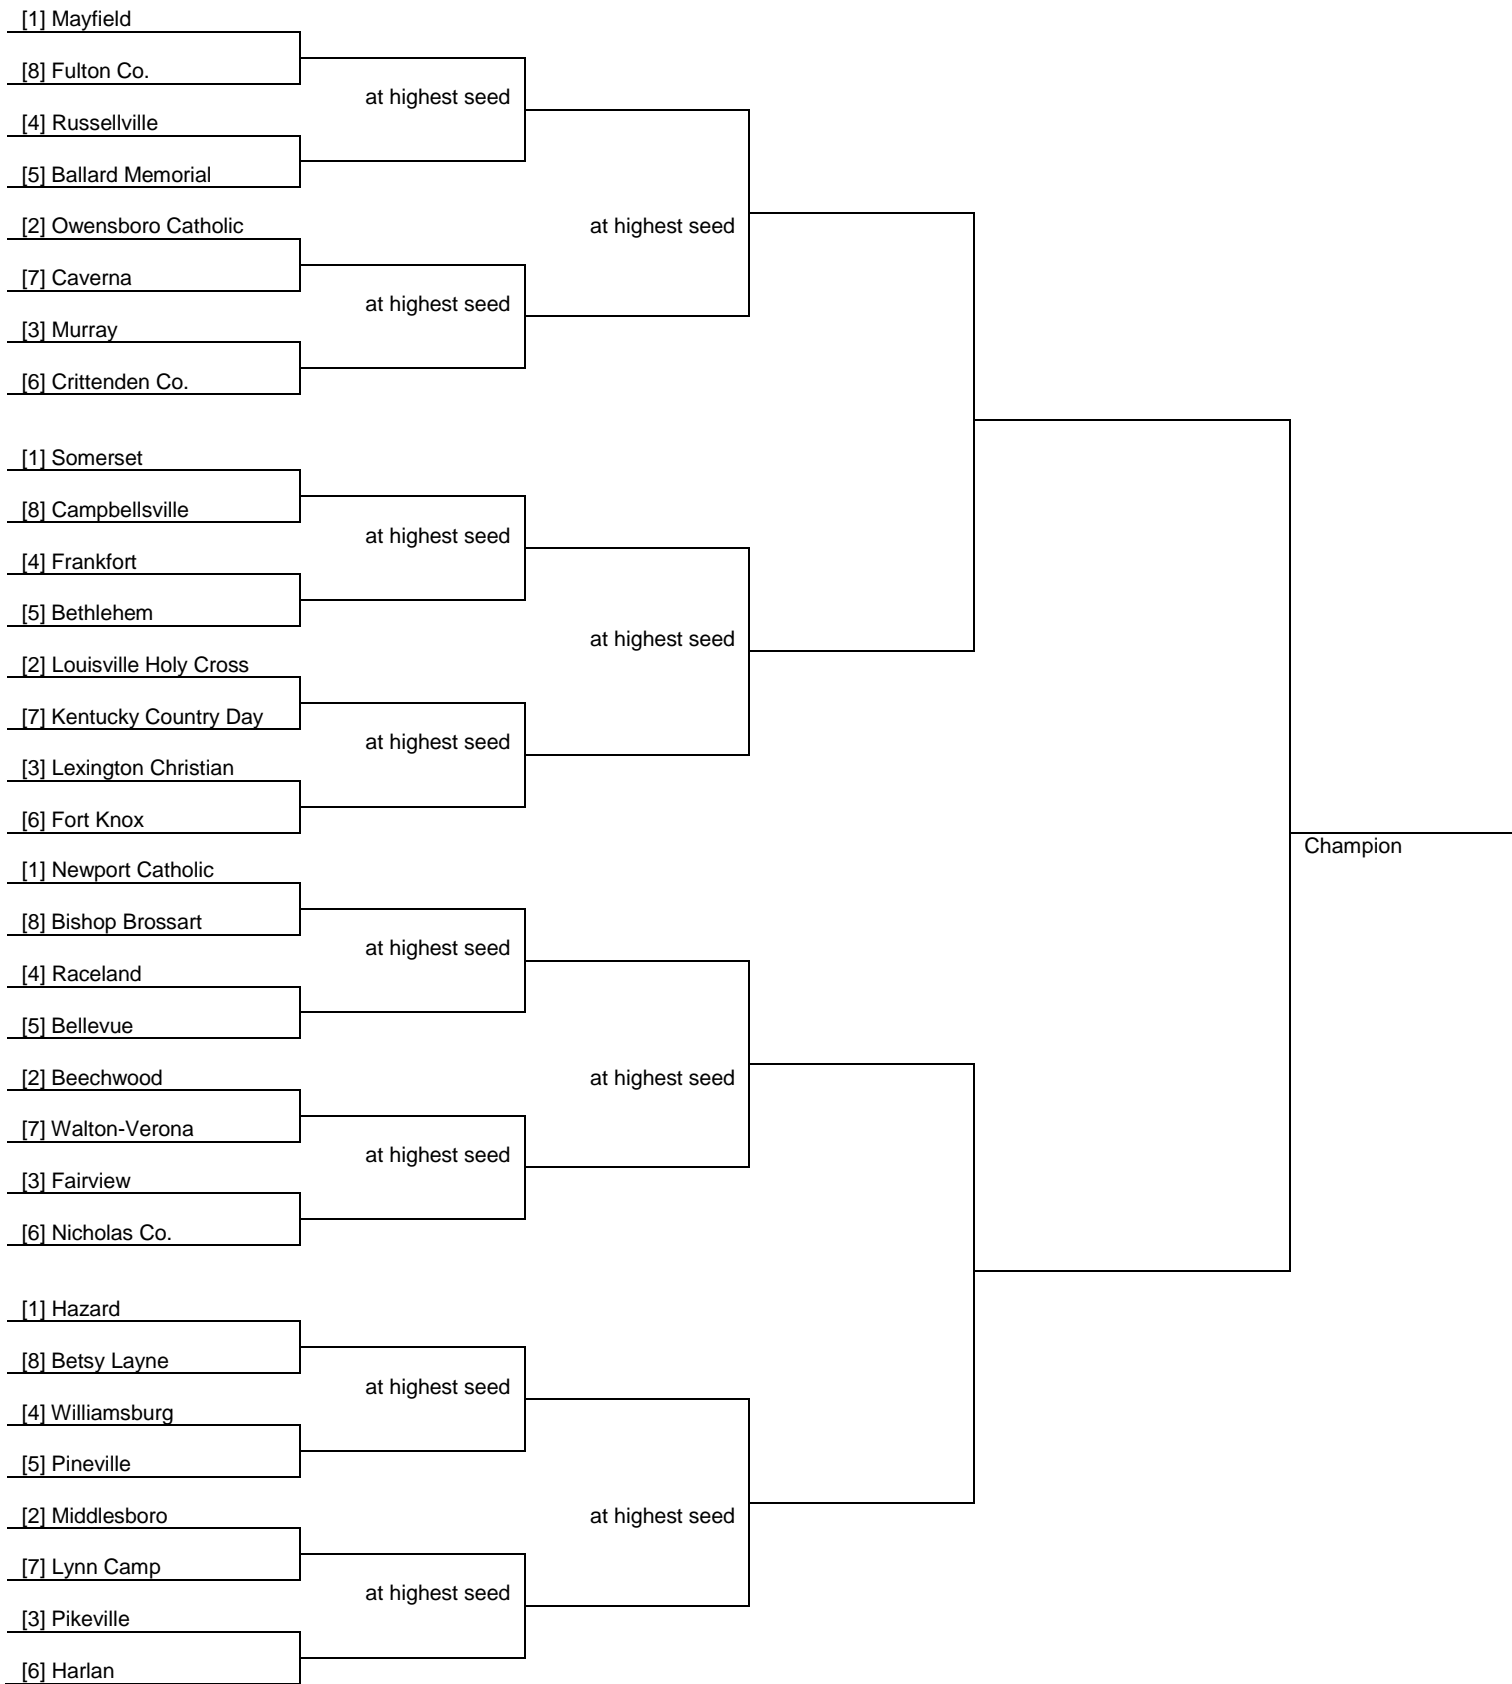 [1] Mayfield
[8] Fulton Co.
at highest seed
[4] Russellville
[5] Ballard Memorial
[2] Owensboro Catholic
at highest seed
[7] Caverna
at highest seed
[3] Murray
[6] Crittenden Co.
[1] Somerset
[8] Campbellsville
at highest seed
[4] Frankfort
[5] Bethlehem
at highest seed
[2] Louisville Holy Cross
[7] Kentucky Country Day
at highest seed
[3] Lexington Christian
[6] Fort Knox
Champion
[1] Newport Catholic
[8] Bishop Brossart
at highest seed
[4] Raceland
[5] Bellevue
[2] Beechwood
at highest seed
[7] Walton-Verona
at highest seed
[3] Fairview
[6] Nicholas Co.
[1] Hazard
[8] Betsy Layne
at highest seed
[4] Williamsburg
[5] Pineville
[2] Middlesboro
at highest seed
[7] Lynn Camp
at highest seed
[3] Pikeville
[6] Harlan